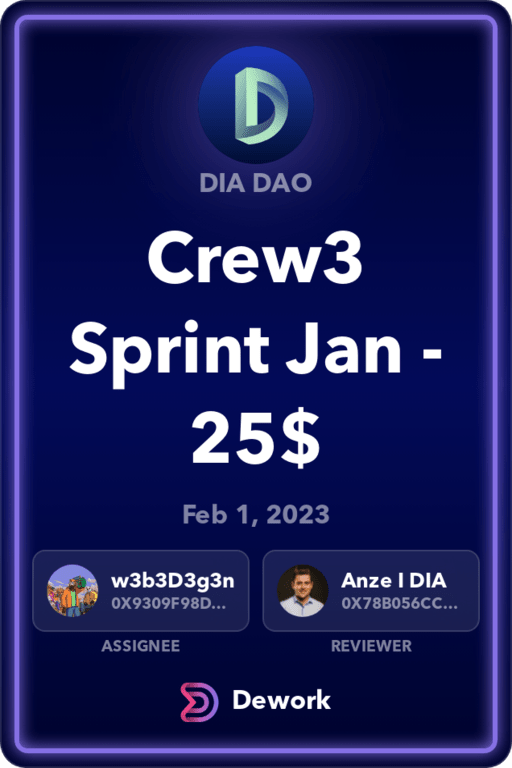 DIA DAO
Crew3
Sprint Jan -
25$
Feb 1, 2023
w3b3D3g3n
0X9309F98D...
Anze I DIA
0X78B056CC...
ASSIGNEE
REVIEWER
Dework